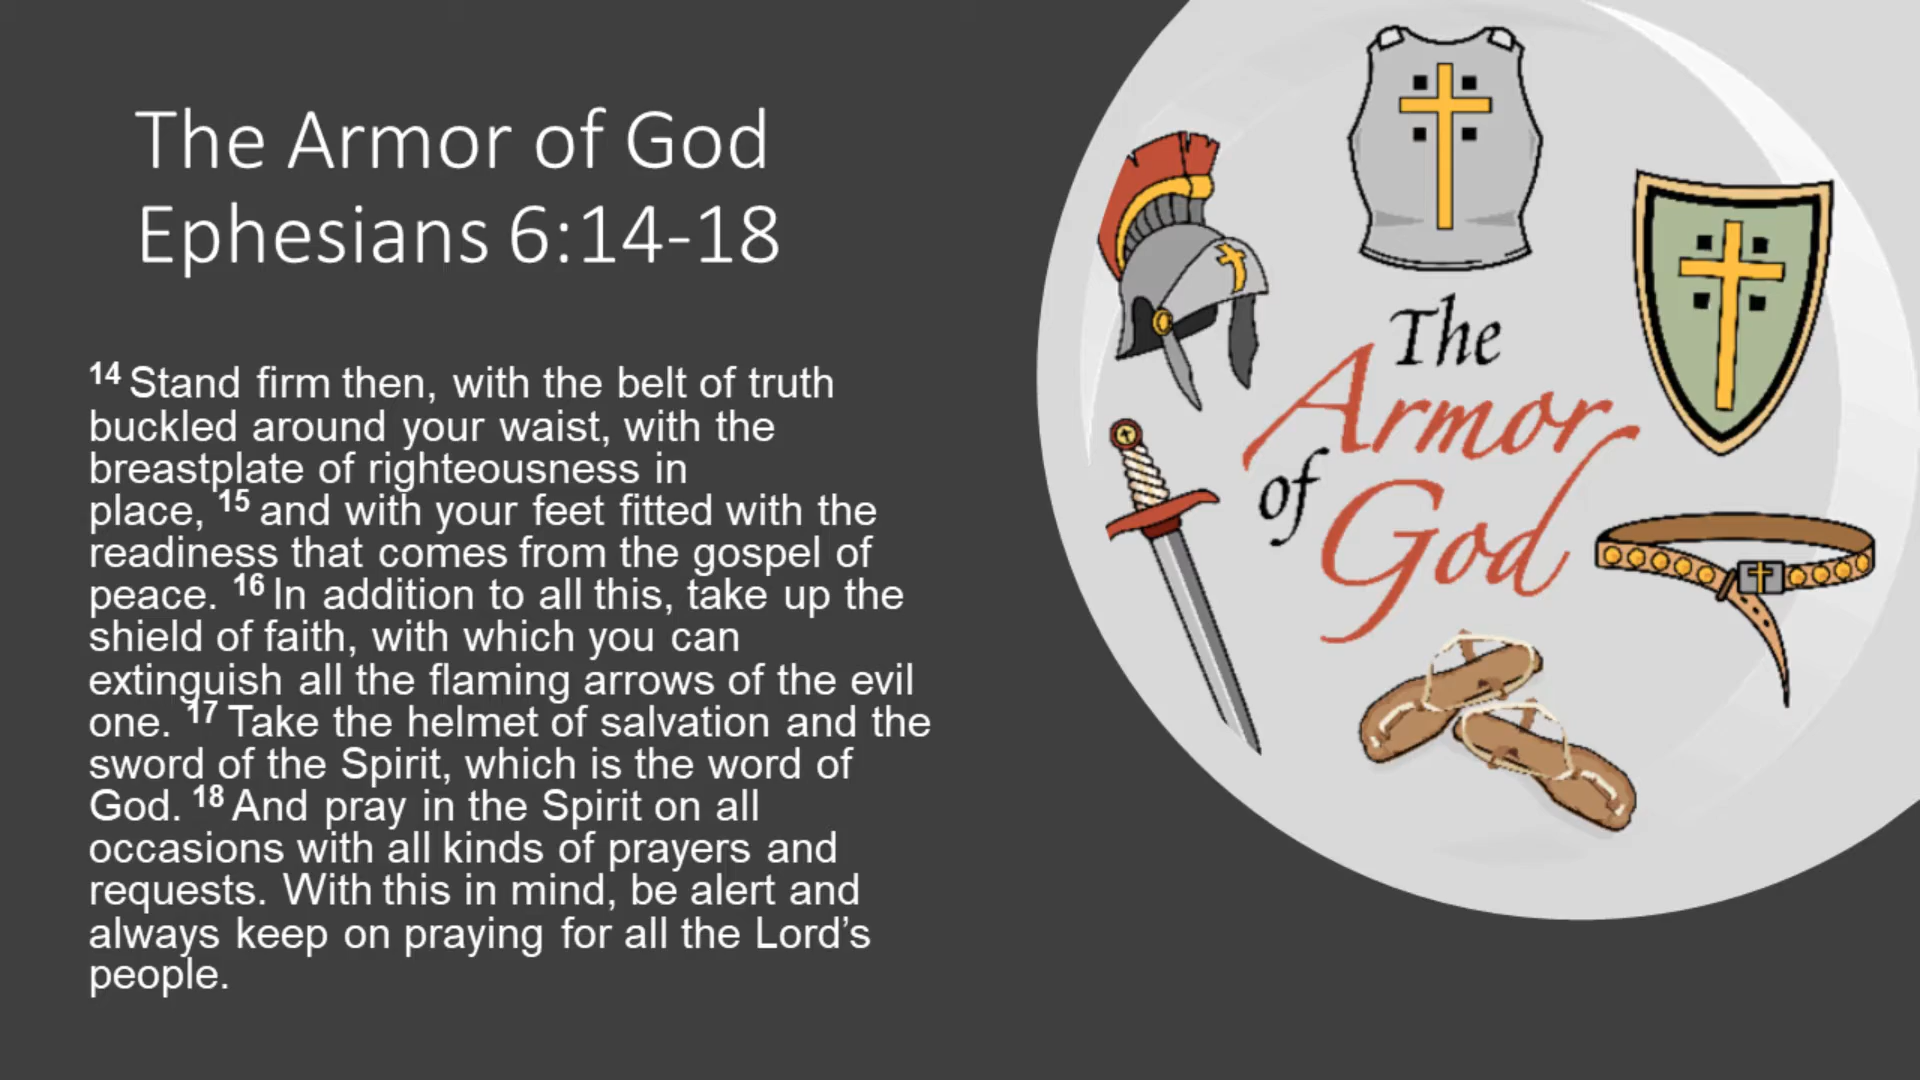 The Armor of God
Ephesians 6:14-18
14 Stand firm then, with the belt of truth
buckled around your waist, with the
breastplate of righteousness in
place, 15 and with your feet fitted with the
readiness that comes from the gospel of
peace. 16 In addition to all this, take up the
shield of faith, with which you can
extinguish all the flaming arrows of the evil
one. 17 Take the helmet of salvation and the
sword of the Spirit, which is the word of
God. 18 And pray in the Spirit on all
occasions with all kinds of prayers and
requests. With this in mind, be alert and
always keep on praying for all the Lord’s
people.
The
Armor
of
God